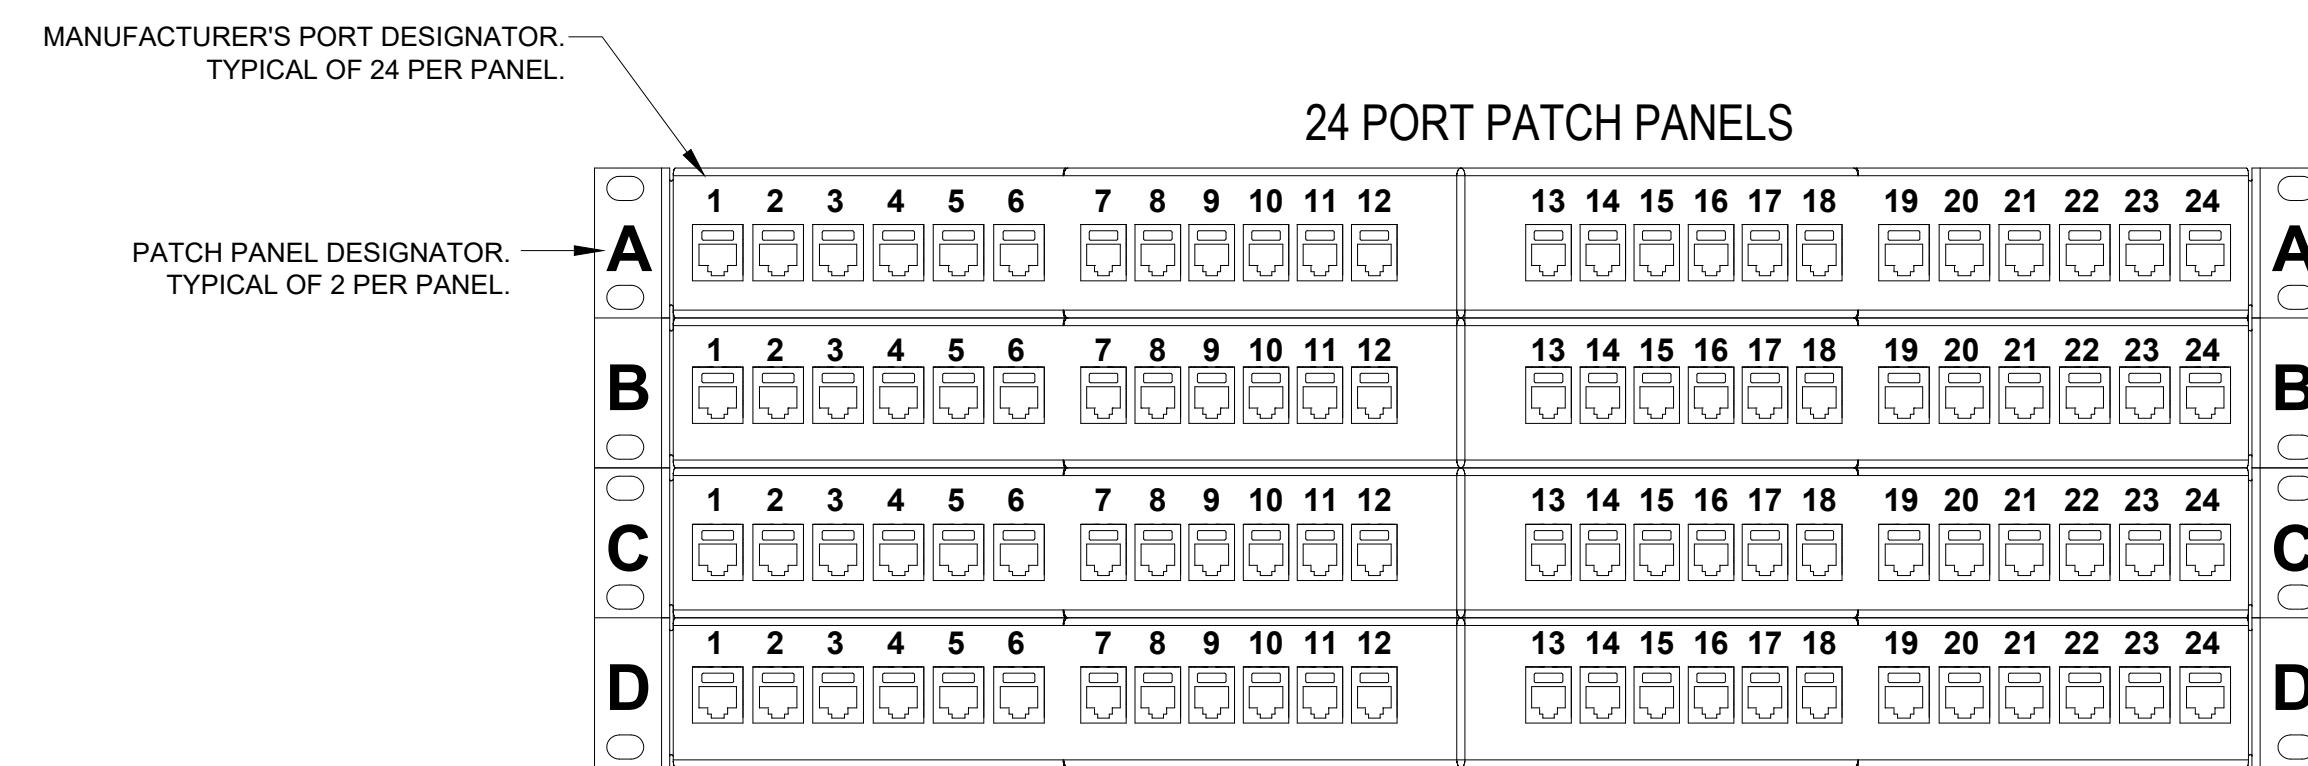 MANUFACTURER'S PORT DESIGNATOR.
TYPICAL OF 24 PER PANEL.
24 PORT PATCH PANELS
1 2 3 4 5 6 7 8 9 10 11 12 13 14 15 16 17 18 19 20 21 22 23 24
PATCH PANEL DESIGNATOR.
TYPICAL OF 2 PER PANEL.
A A
1 2 3 4 5 6 7 8 9 10 11 12 13 14 15 16 17 18 19 20 21 22 23 24
B B
1 2 3 4 5 6 7 8 9 10 11 12 13 14 15 16 17 18 19 20 21 22 23 24
C C
1 2 3 4 5 6 7 8 9 10 11 12 13 14 15 16 17 18 19 20 21 22 23 24
D D